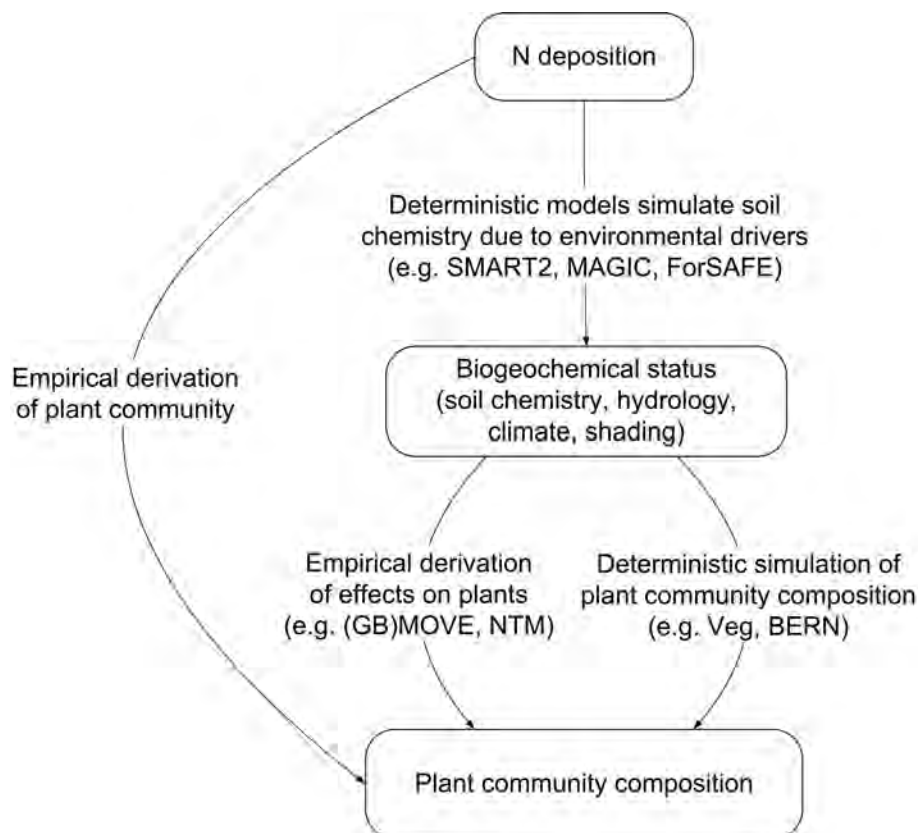 N deposition
Deterministic models simulate soil
chemistry due to environmental drivers
(e.g. SMART2, MAGIC, ForSAFE)
Empirical derivation
of plant community
Biogeochemical status
(soil chemistry, hydrology,
climate, shading)
Empirical derivation
of effects on plants
(e.g. (GB)MOVE, NTM)
Deterministic simulation of
plant community composition
(e.g. Veg, BERN)
Plant community composition